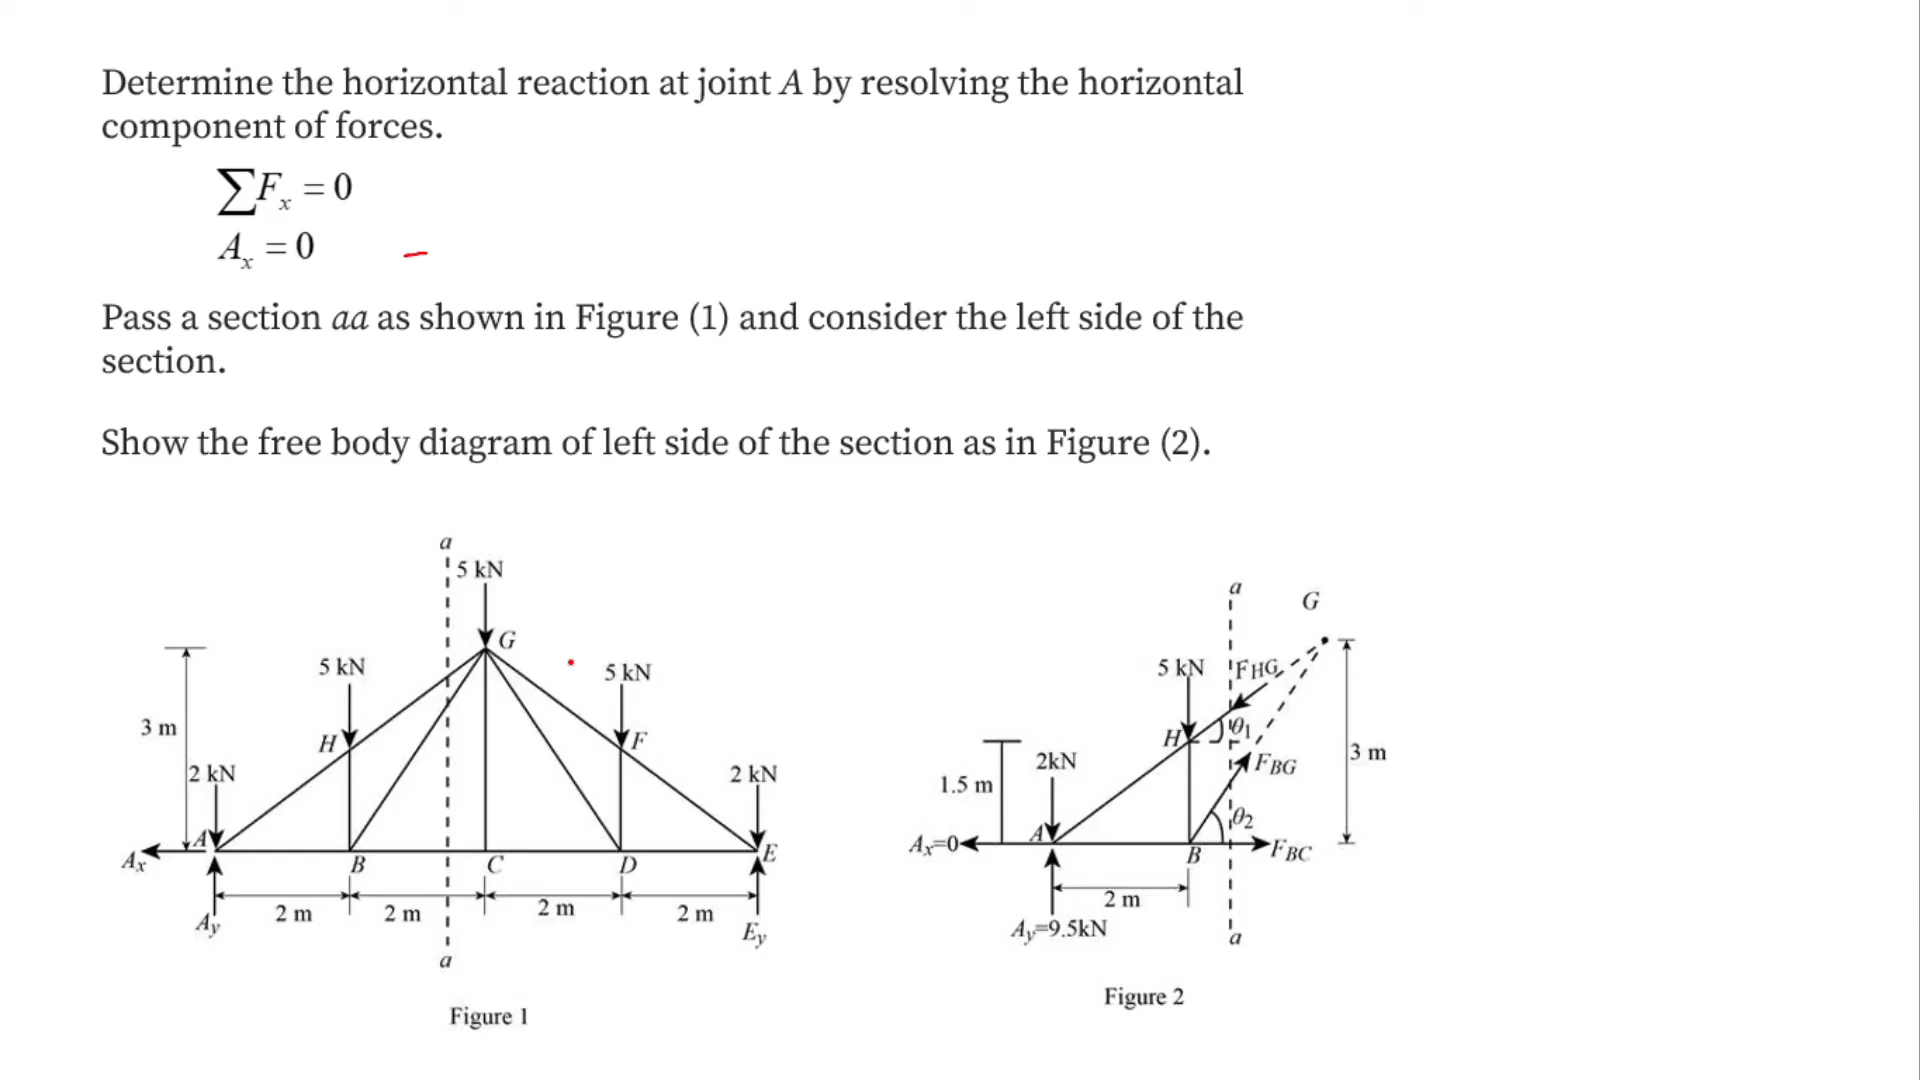 Determine the horizontal reaction at joint A by resolving the horizontal
component of forces.
∑Fx = 0
Ax = 0
Pass a section aa as shown in Figure (1) and consider the left side of the
section.
Show the free body diagram of left side of the section as in Figure (2).
a
5 kN
G
5 kN
5 kN
3 m
H
F
2 kN
2 kN
A
Ax
B
C
D
E
2 m
2 m
2 m
2 m
Ay
Ey
a
Figure 1
a
G
5 kN
FHG
H
θ1
2kN
FBG
3 m
1.5 m
θ2
A
Ax=0
B
FBC
2 m
Ay=9.5kN
a
Figure 2